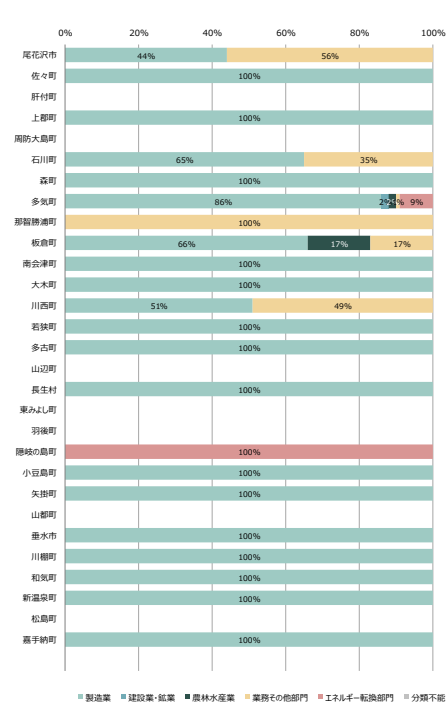 0% 20% 40% 60% 80% 100%
尾花沢市 44% 56%
佐々町 100%
肝付町
上郡町 100%
周防大島町
石川町 65% 35%
森町 100%
多気町 86% 2% 2% 1% 9%
那智勝浦町 100%
板倉町 66% 17% 17%
南会津町 100%
大木町 100%
川西町 51% 49%
若狭町 100%
多古町 100%
山辺町
長生村 100%
東みよし町
羽後町
隠岐の島町 100%
小豆島町 100%
矢掛町 100%
山都町
垂水市 100%
川棚町 100%
和気町 100%
新温泉町 100%
松島町
嘉手納町 100%
製造業 建設業・鉱業 農林水産業 業務その他部門 エネルギー転換部門 分類不能